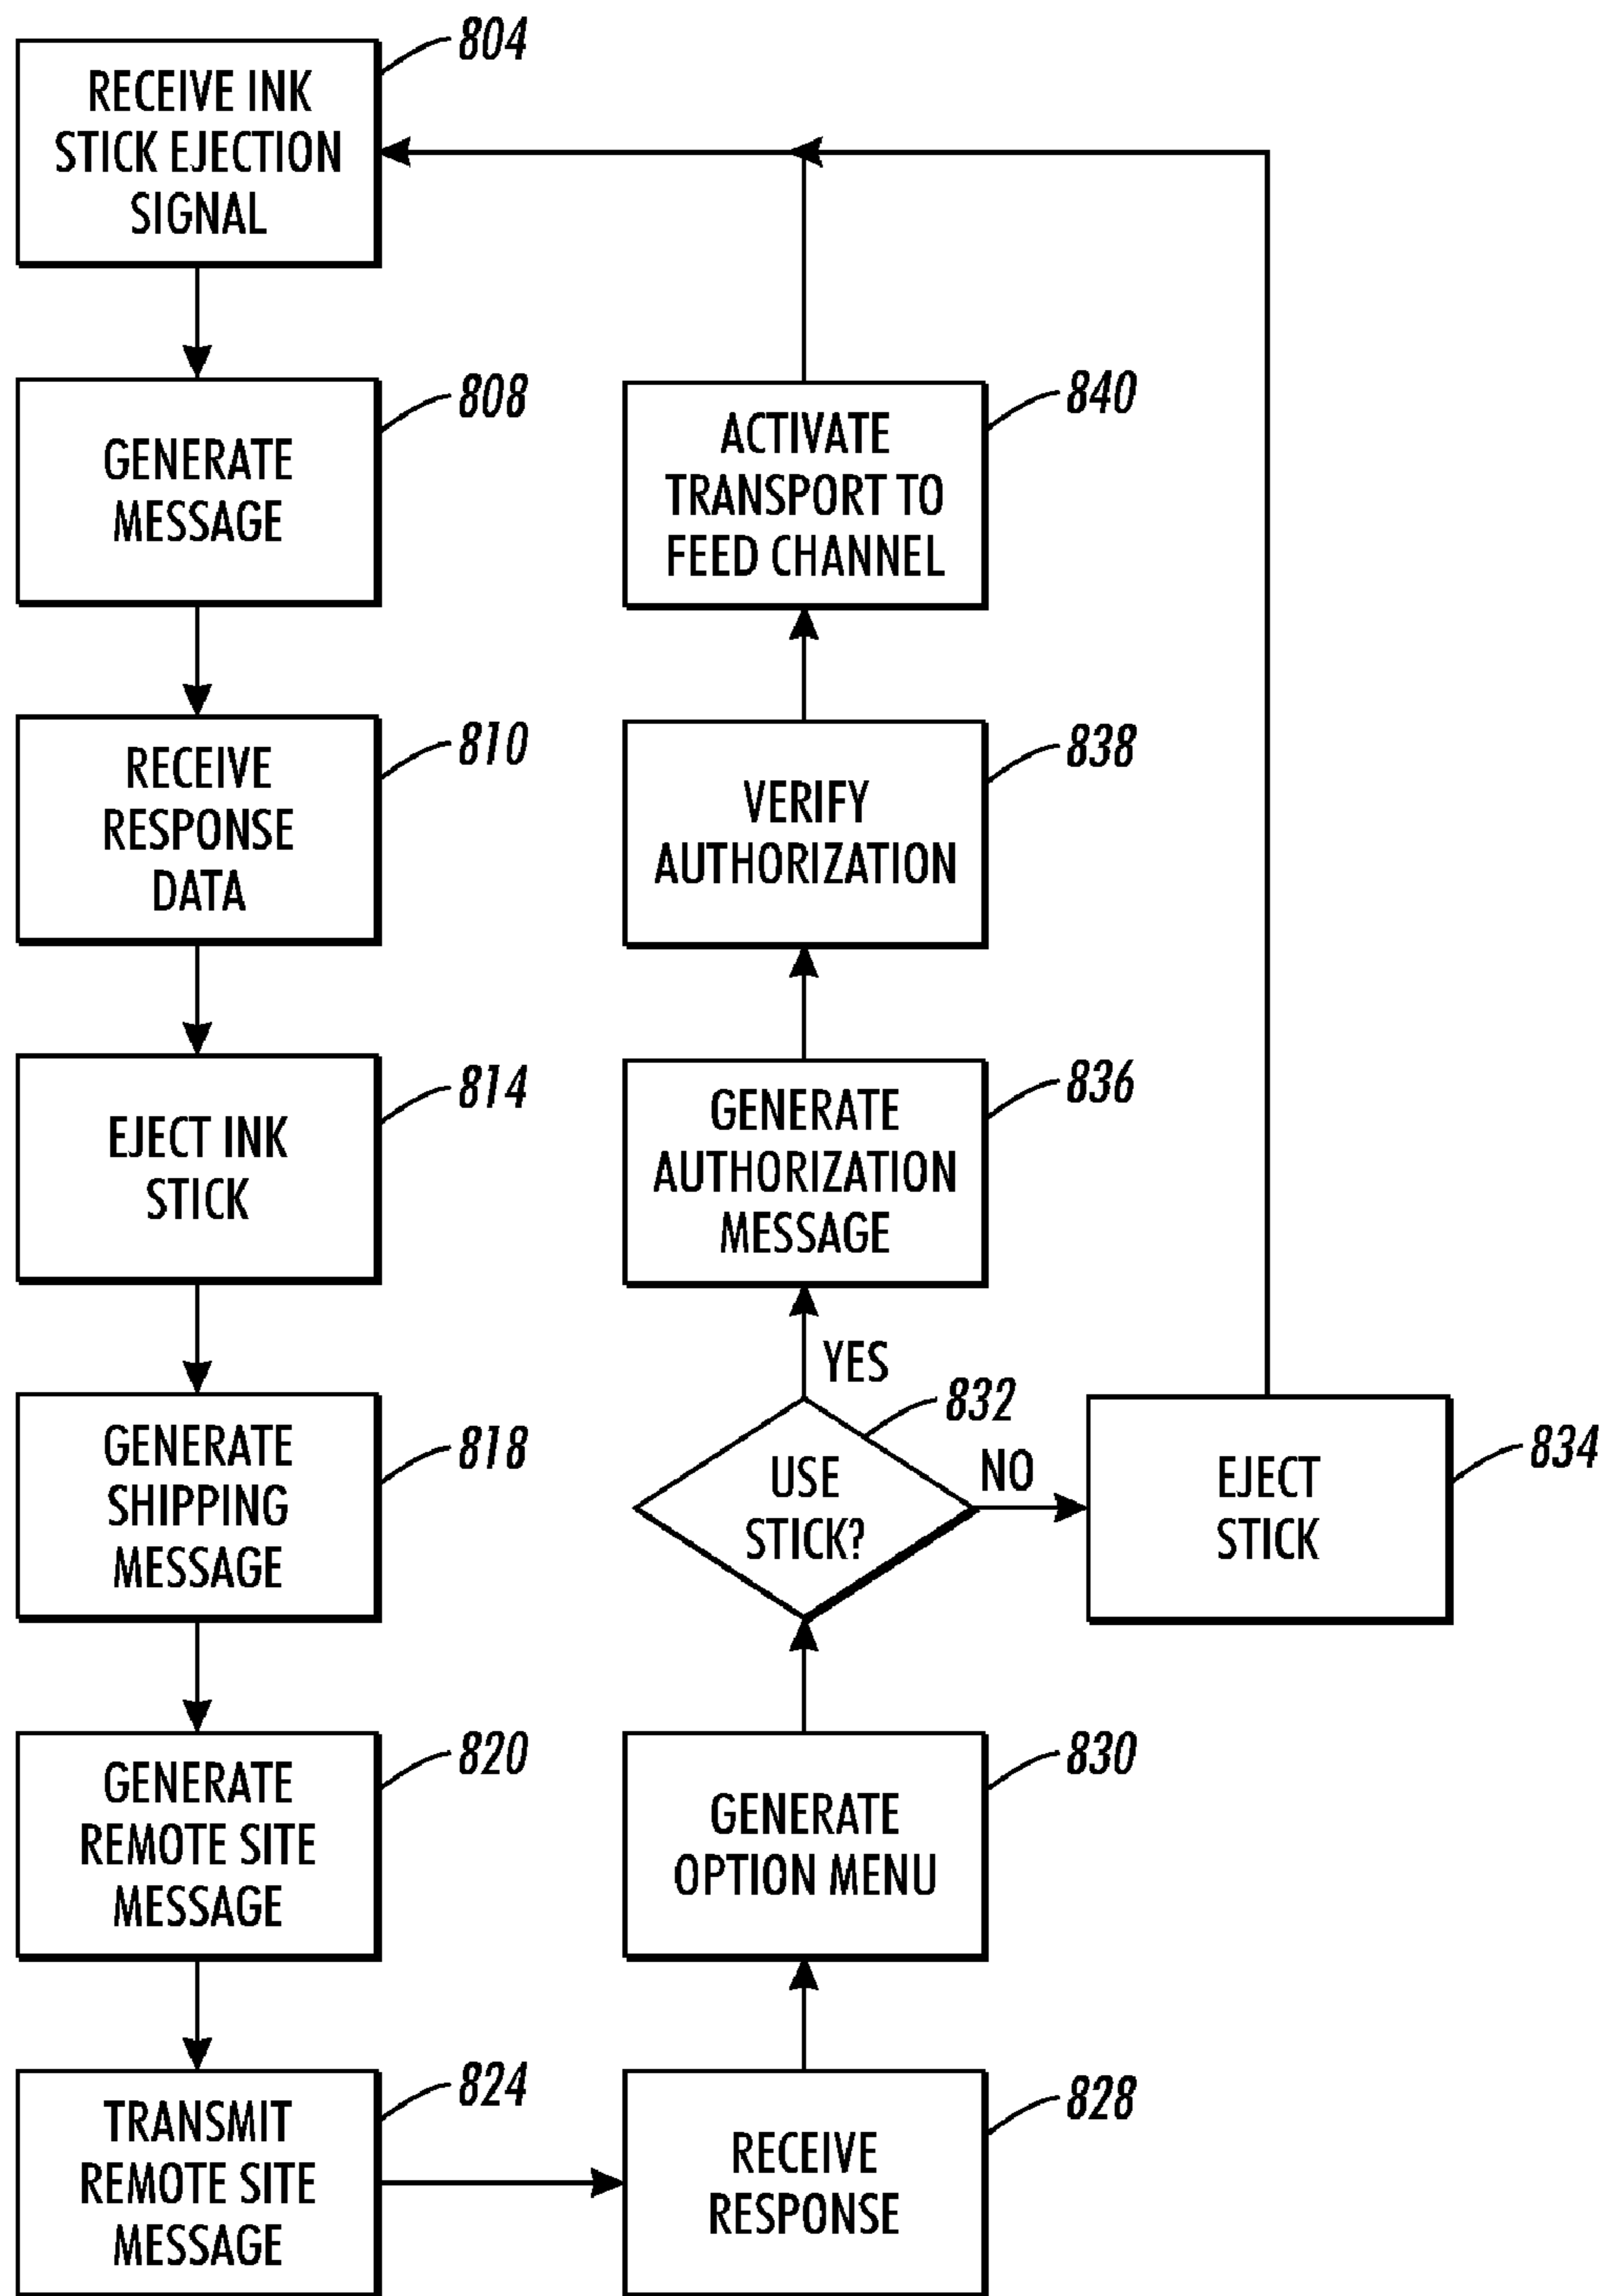 804
RECEIVE INK
STICK EJECTION
SIGNAL
808
GENERATE
MESSAGE
810
RECEIVE
RESPONSE
DATA
814
EJECT INK
STICK
818
GENERATE
SHIPPING
MESSAGE
820
GENERATE
REMOTE SITE
MESSAGE
824
TRANSMIT
REMOTE SITE
MESSAGE
828
RECEIVE
RESPONSE
830
GENERATE
OPTION MENU
832
USE
STICK?
NO
834
EJECT
STICK
YES
836
GENERATE
AUTHORIZATION
MESSAGE
838
VERIFY
AUTHORIZATION
840
ACTIVATE
TRANSPORT TO
FEED CHANNEL